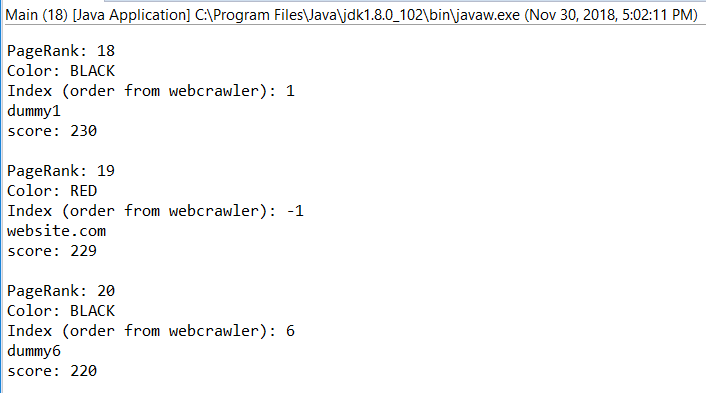 Main (18) [Java Application] C:\Program Files\Java\jdk1.8.0_102\bin\javaw.exe (Nov 30, 2018, 5:02:11 PM)
PageRank: 18
Color: BLACK
Index (order from webcrawler): 1
dummy1
score: 230
PageRank: 19
Color: RED
Index (order from webcrawler): -1
website.com
score: 229
PageRank: 20
Color: BLACK
Index (order from webcrawler): 6
dummy6
score: 220